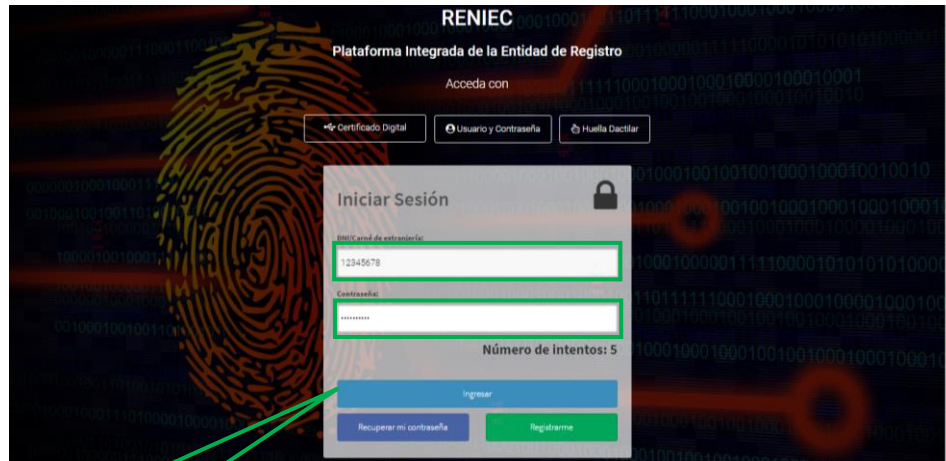 RENIEC
Plataforma Integrada de la Entidad de Registro
Acceda con
Certificado Digital
Usuario y Contraseña
Huella Dactilar
Iniciar Sesión
DNI/Carné de extranjería:
12345678
Contraseña:
..........
Número de intentos: 5
Ingresar
Recuperar mi contraseña
Registrarme